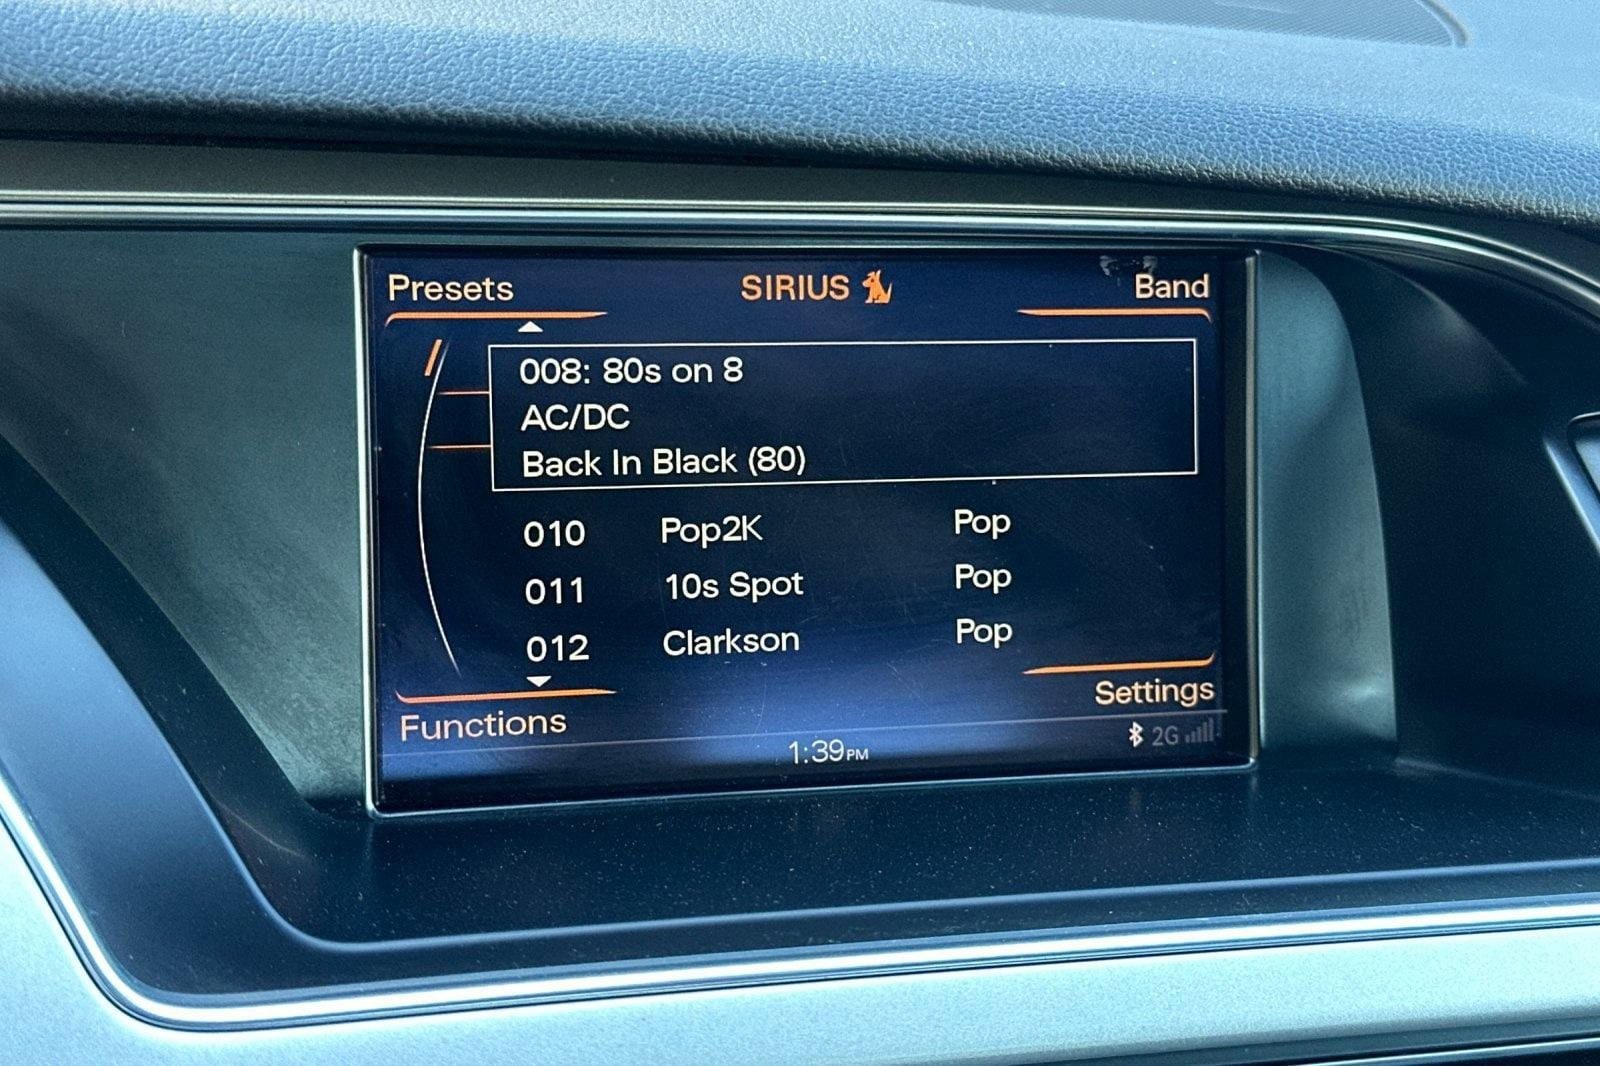 Presets SIRIUS Band
008: 80s on 8
AC/DC
Back In Black (80)
010 Pop2K Pop
011 10s Spot Pop
012 Clarkson Pop
Settings
Functions
1:39PM
2G